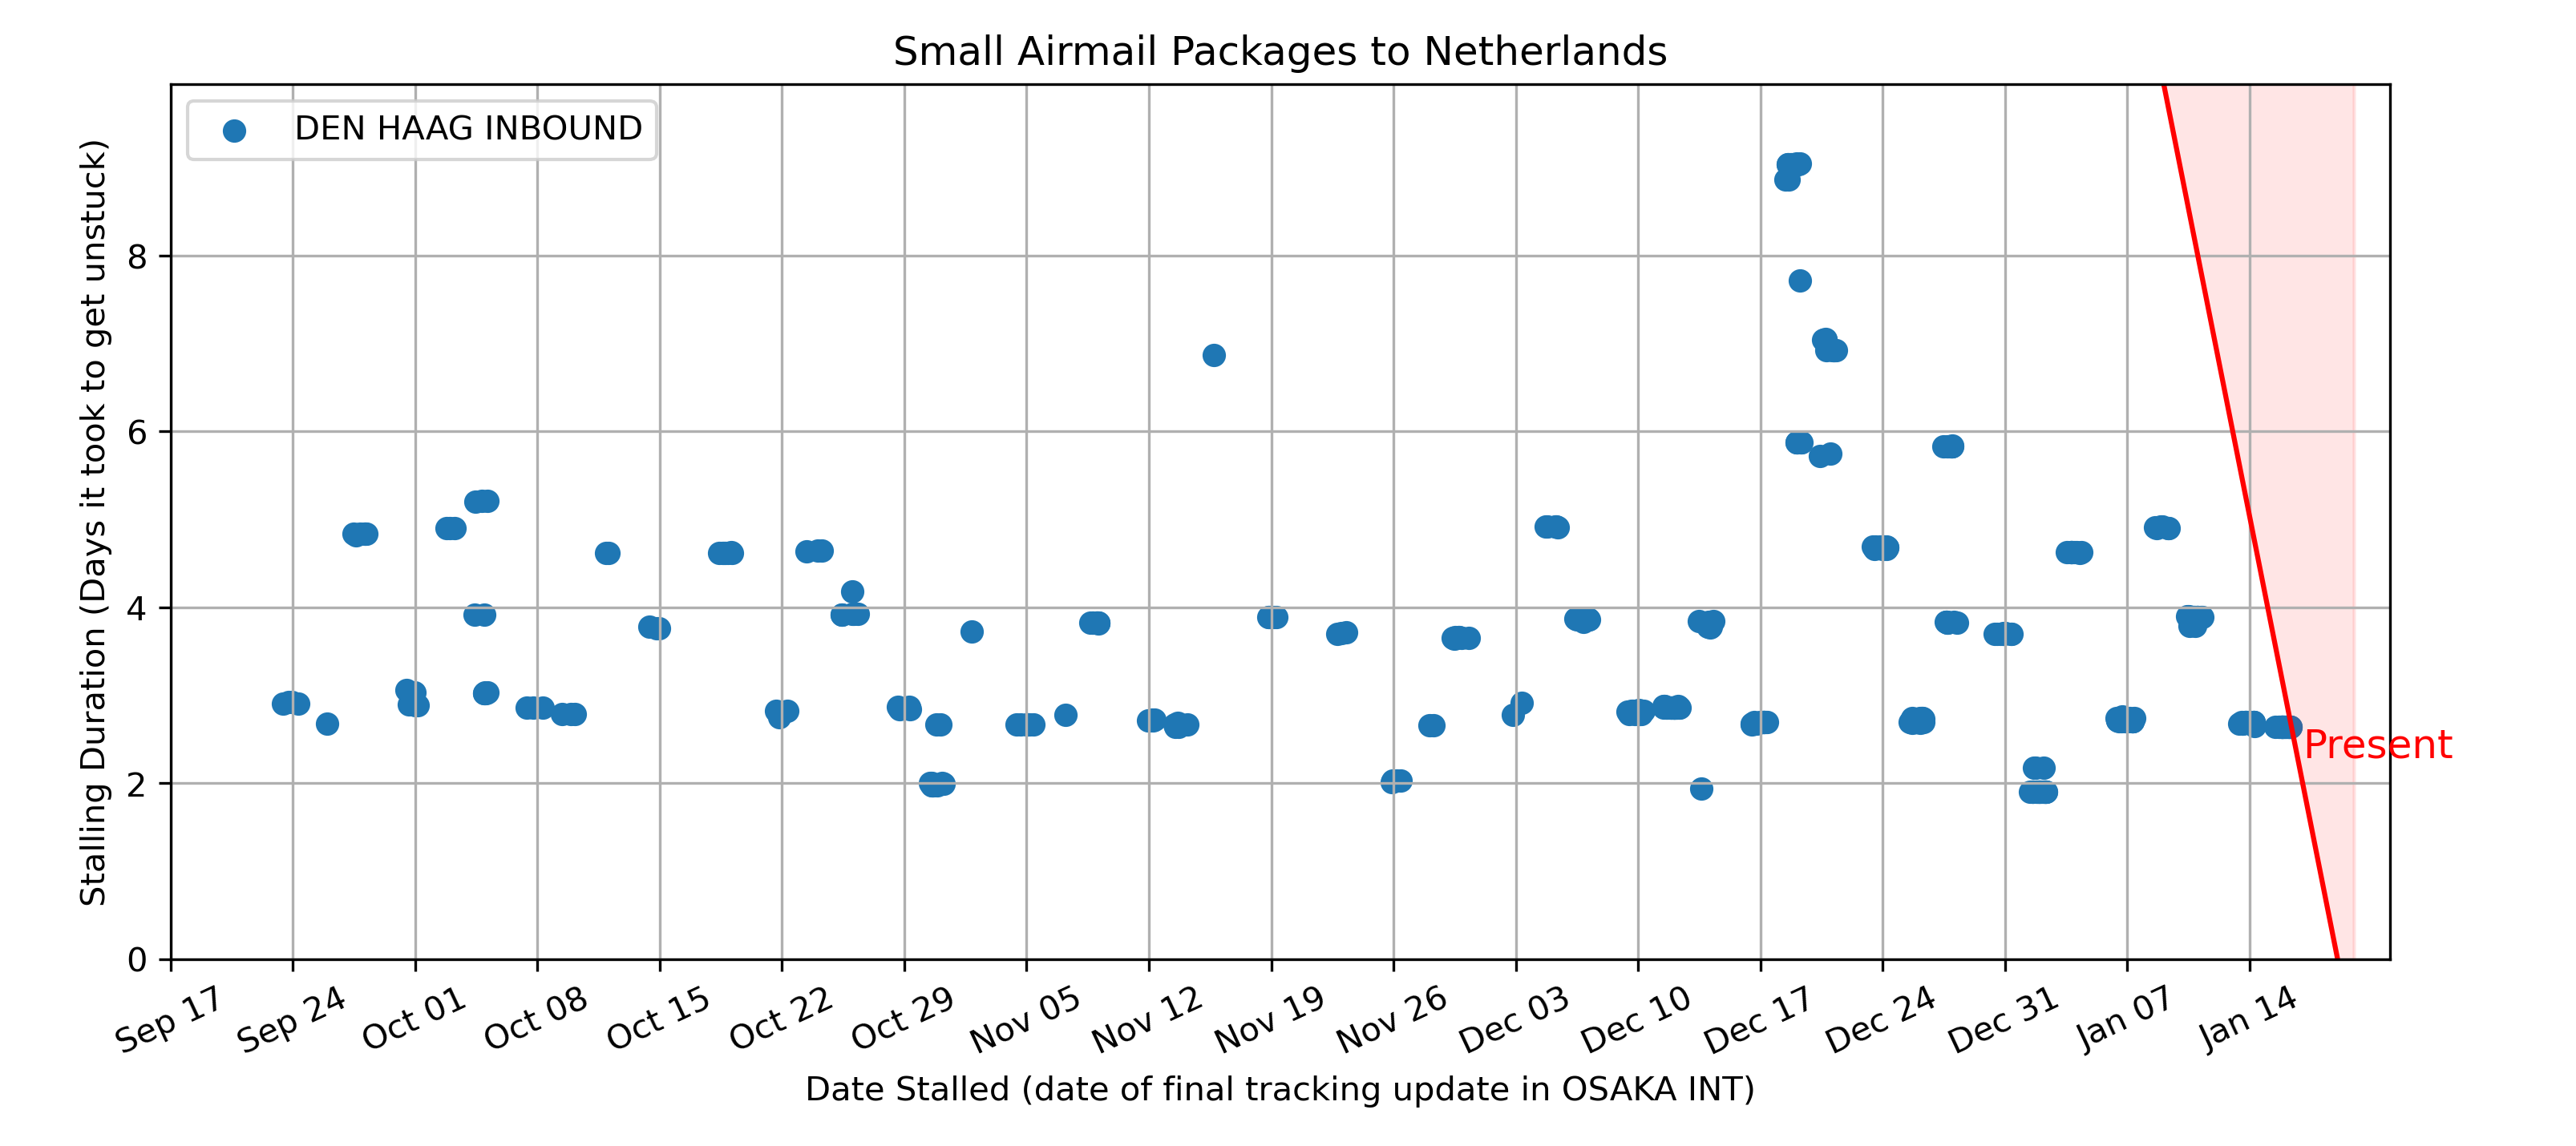 Small Airmail Packages to Netherlands
DEN HAAG INBOUND
Stalling Duration (Days it took to get unstuck)
8
6
4
2
0
Present
Sep 17
Sep 24
Oct 01
Oct 08
Oct 15
Oct 22
Oct 29
Nov 05
Nov 12
Nov 19
Nov 26
Dec 03
Dec 10
Dec 17
Dec 24
Dec 31
Jan 07
Jan 14
Date Stalled (date of final tracking update in OSAKA INT)